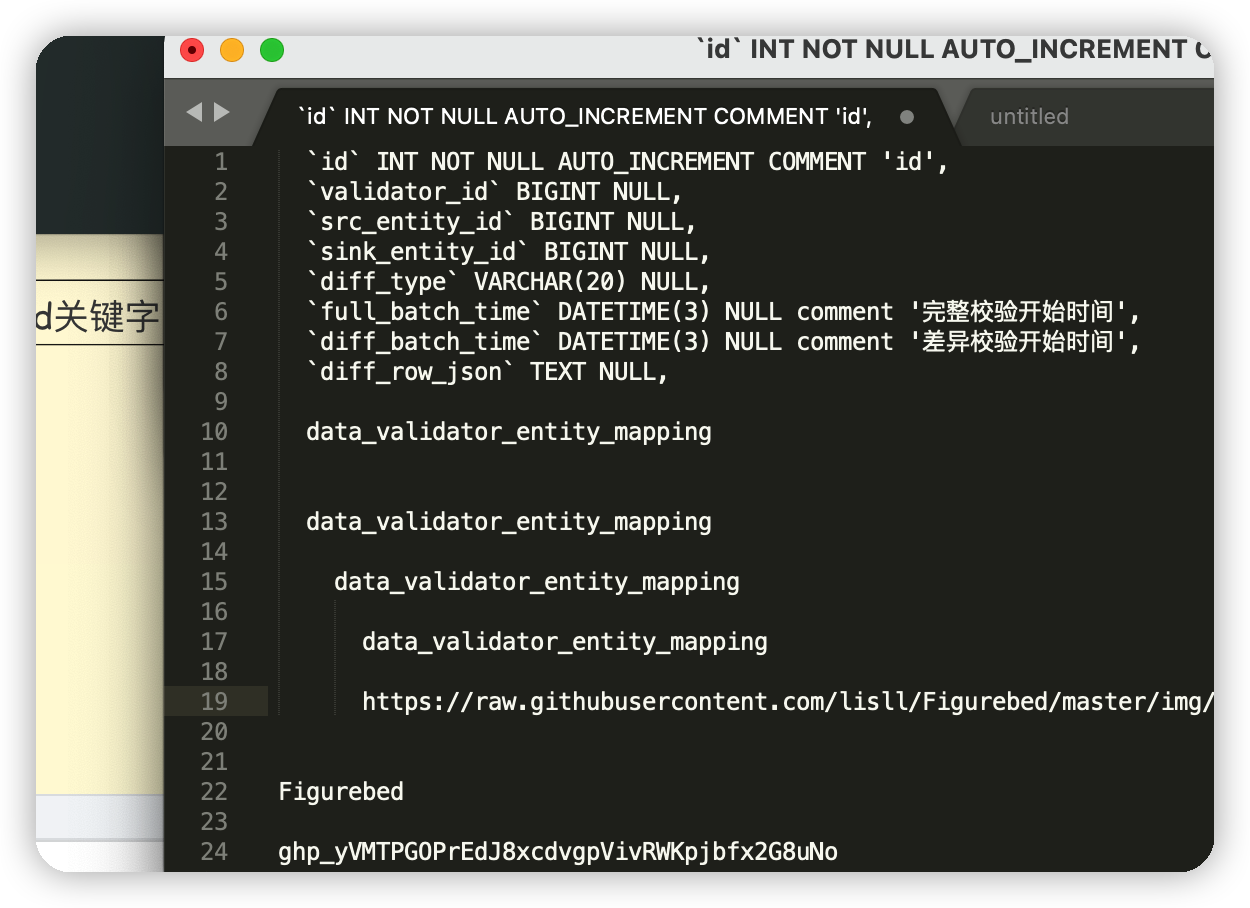 `id` INT NOT NULL AUTO_INCREMENT C
`id` INT NOT NULL AUTO_INCREMENT COMMENT 'id',
untitled
d关键字
1 `id` INT NOT NULL AUTO_INCREMENT COMMENT 'id',
2 `validator_id` BIGINT NULL,
3 `src_entity_id` BIGINT NULL,
4 `sink_entity_id` BIGINT NULL,
5 `diff_type` VARCHAR(20) NULL,
6 `full_batch_time` DATETIME(3) NULL comment '完整校验开始时间',
7 `diff_batch_time` DATETIME(3) NULL comment '差异校验开始时间',
8 `diff_row_json` TEXT NULL,
9
10 data_validator_entity_mapping
11
12
13 data_validator_entity_mapping
14
15 data_validator_entity_mapping
16
17 data_validator_entity_mapping
18
19 https://raw.githubusercontent.com/lisll/Figurebed/master/img/
20
21
22 Figurebed
23
24 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